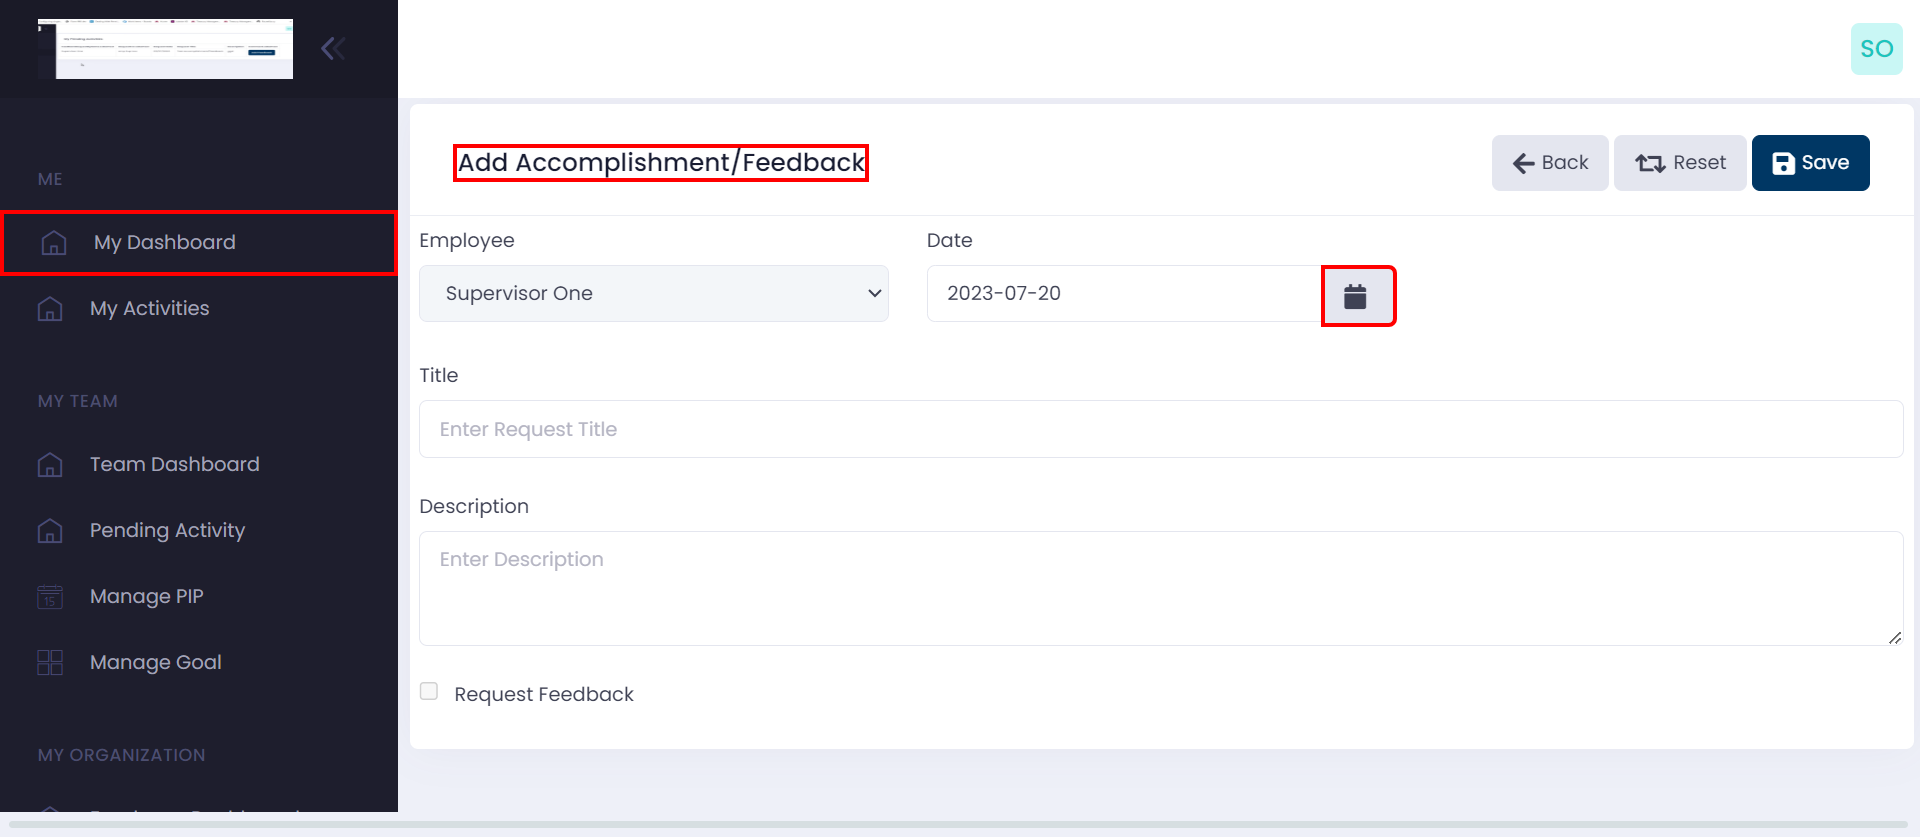 SO
ME
My Dashboard
My Activities
MY TEAM
Team Dashboard
Pending Activity
15
Manage PIP
Manage Goal
MY ORGANIZATION
Add Accomplishment/Feedback
Back
Reset
Save
Employee
Date
Supervisor One
2023-07-20
Title
Enter Request Title
Description
Enter Description
Request Feedback